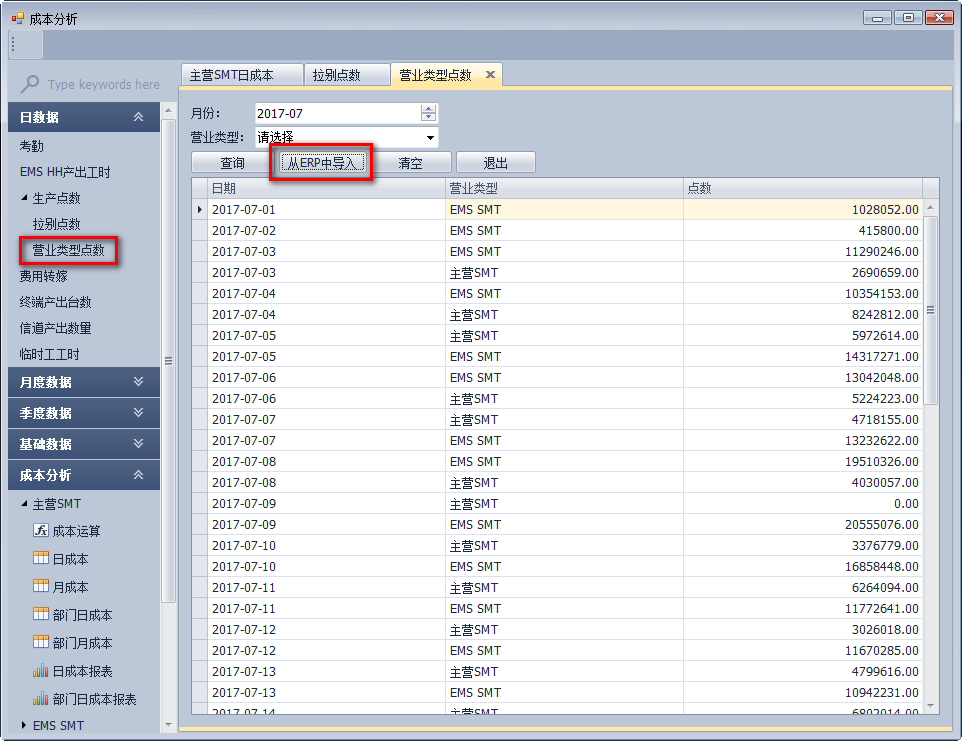 成本分析
Type keywords here
主营SMT日成本 拉别点数 营业类型点数
日数据
考勤
EMS HH产出工时
生产点数
拉别点数
营业类型点数
费用转嫁
终端产出台数
信道产出数量
临时工工时
月度数据
季度数据
基础数据
成本分析
主营SMT
成本运算
日成本
月成本
部门日成本
部门月成本
日成本报表
部门日成本报表
EMS SMT
月份: 2017-07
营业类型: 请选择
查询 从ERP中导入 清空 退出
日期 营业类型 点数
2017-07-01 EMS SMT 1028052.00
2017-07-02 EMS SMT 415800.00
2017-07-03 EMS SMT 11290246.00
2017-07-03 主营SMT 2690659.00
2017-07-04 EMS SMT 10354153.00
2017-07-04 主营SMT 8242812.00
2017-07-05 主营SMT 5972614.00
2017-07-05 EMS SMT 14317271.00
2017-07-06 EMS SMT 13042048.00
2017-07-06 主营SMT 5224223.00
2017-07-07 主营SMT 4718155.00
2017-07-07 EMS SMT 13232622.00
2017-07-08 EMS SMT 19510326.00
2017-07-08 主营SMT 4030057.00
2017-07-09 主营SMT 0.00
2017-07-09 EMS SMT 20555076.00
2017-07-10 主营SMT 3376779.00
2017-07-10 EMS SMT 16858448.00
2017-07-11 主营SMT 6264094.00
2017-07-11 EMS SMT 11772641.00
2017-07-12 主营SMT 3026018.00
2017-07-12 EMS SMT 11670285.00
2017-07-13 主营SMT 4799616.00
2017-07-13 EMS SMT 10942231.00
2017-07-14 主营SMT 6802014.00